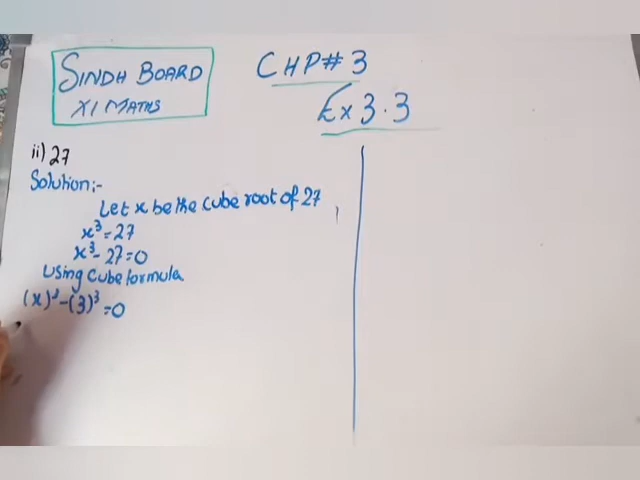 SINDH BOARD
XI MATHS
CHP# 3
Ex 3.3
ii) 27
Solution:-
Let x be the cube root of 27
x³ = 27
x³ - 27 = 0
Using Cube formula
(x)³ - (3)³ = 0